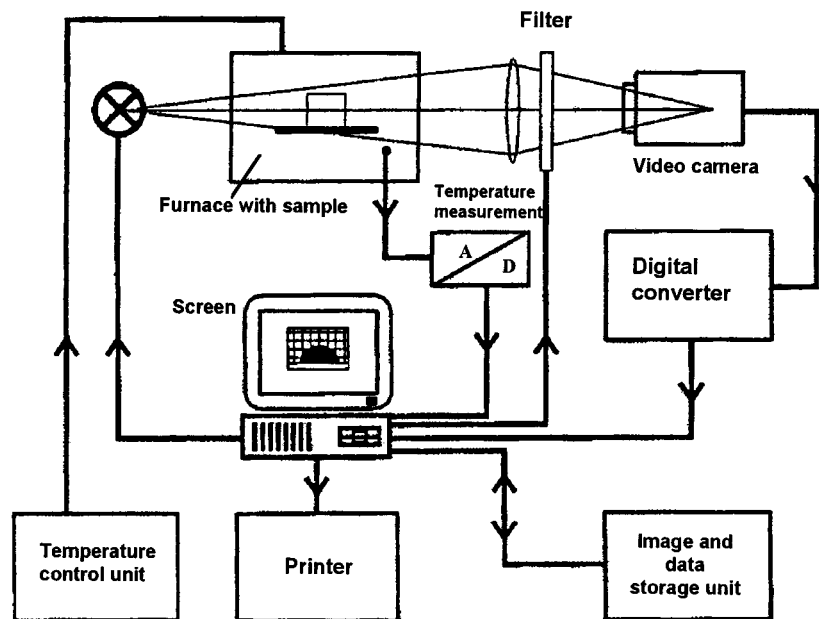 Filter
Video camera
Furnace with sample
Temperature
measurement
A
D
Digital
converter
Screen
Temperature
control unit
Printer
Image and
data
storage unit